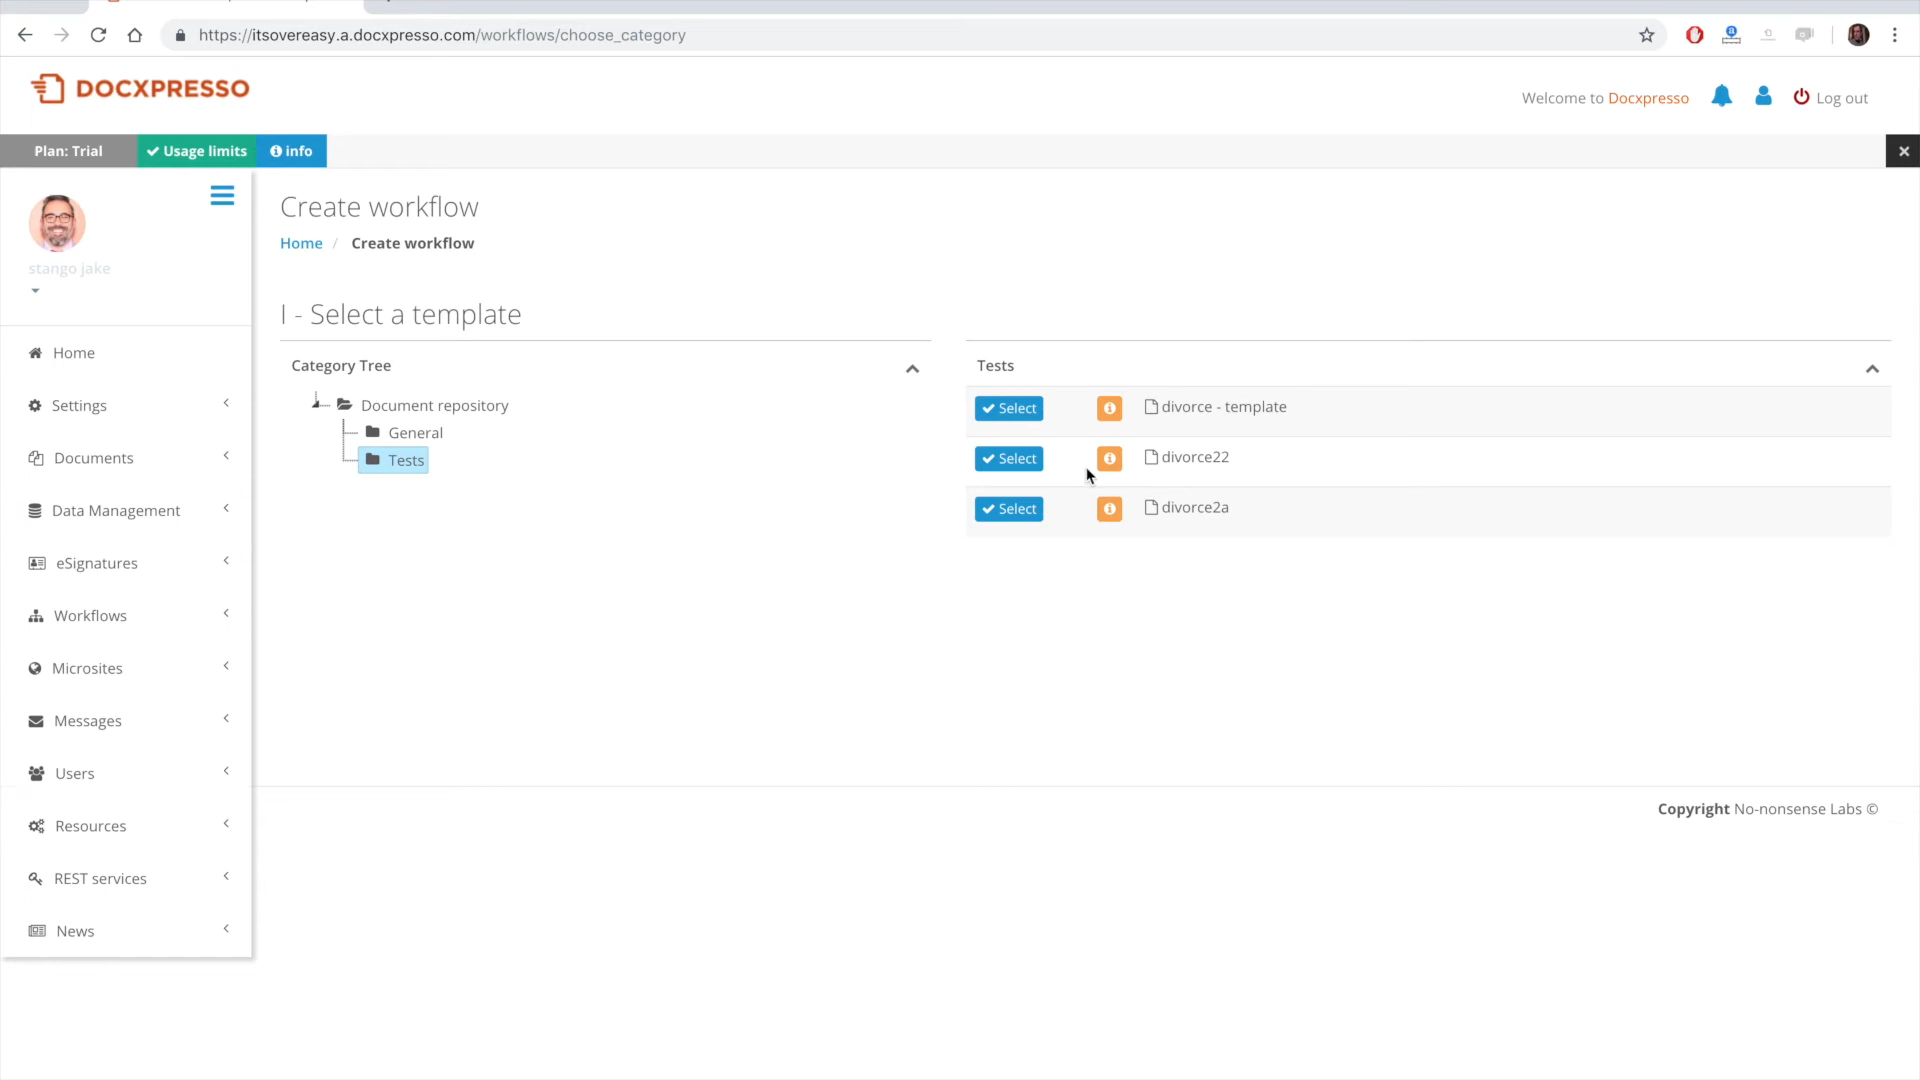 https://itsovereasy.a.docxpresso.com/workflows/choose_category
DOCXPRESSO
Welcome to Docxpresso
Log out
Plan: Trial
Usage limits
info
stango jake
Create workflow
Home / Create workflow
I - Select a template
Category Tree
Document repository
General
Tests
Tests
Select divorce - template
Select divorce22
Select divorce2a
Home
Settings
Documents
Data Management
eSignatures
Workflows
Microsites
Messages
Users
Resources
REST services
News
Copyright No-nonsense Labs ©